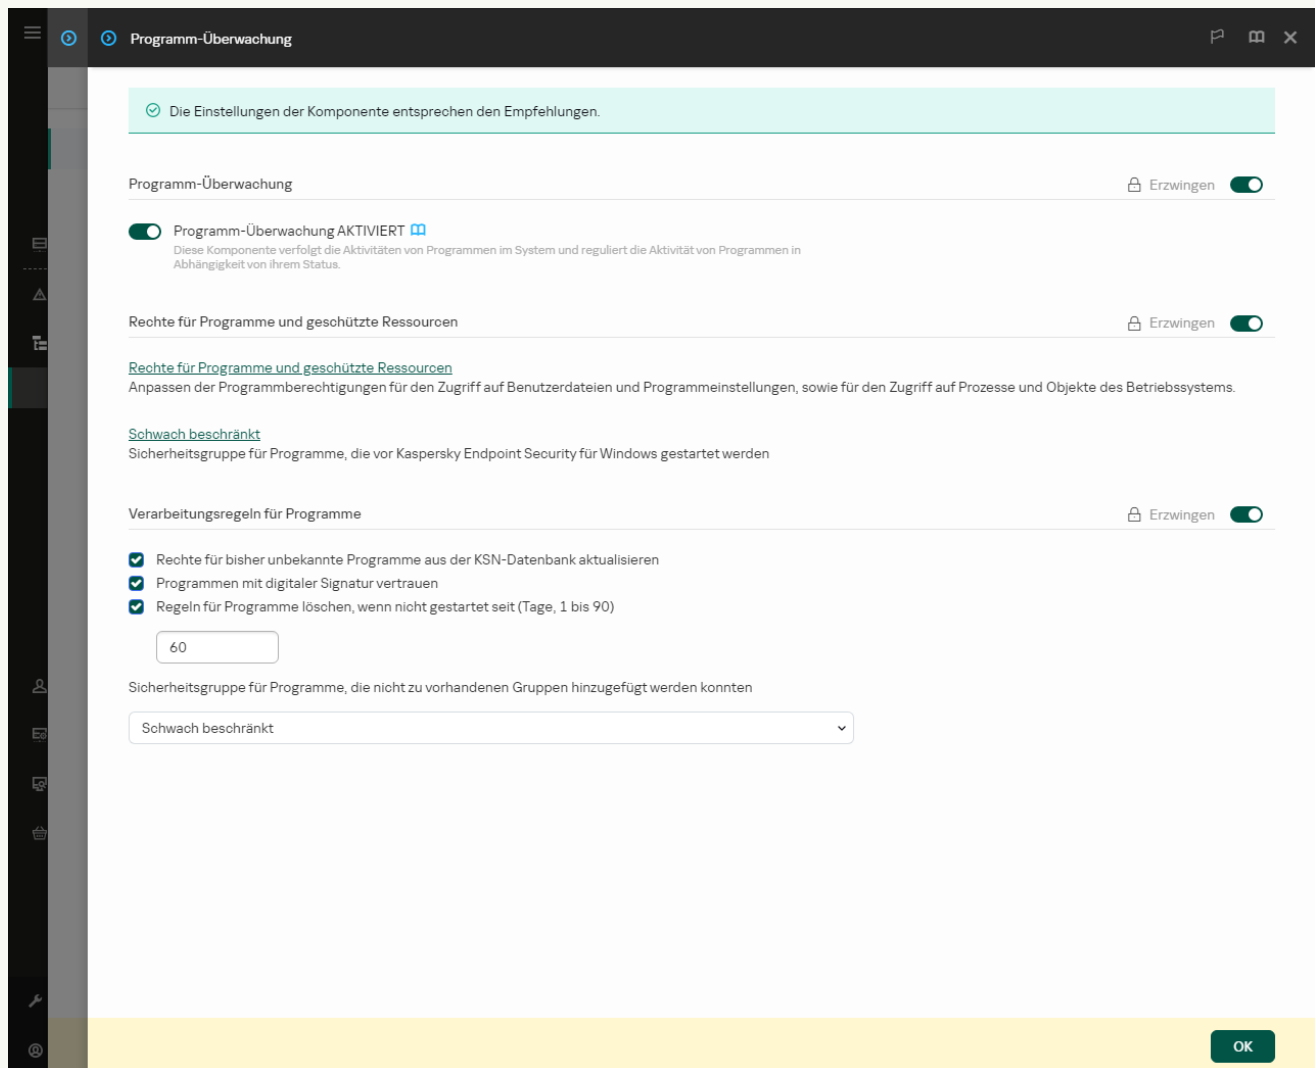 Programm-Überwachung
Die Einstellungen der Komponente entsprechen den Empfehlungen.
Programm-Überwachung
Erzwingen
Programm-Überwachung AKTIVIERT
Diese Komponente verfolgt die Aktivitäten von Programmen im System und reguliert die Aktivität von Programmen in
Abhängigkeit von ihrem Status.
Rechte für Programme und geschützte Ressourcen
Erzwingen
Rechte für Programme und geschützte Ressourcen
Anpassen der Programmberechtigungen für den Zugriff auf Benutzerdateien und Programmeinstellungen, sowie für den Zugriff auf Prozesse und Objekte des Betriebssystems.
Schwach beschränkt
Sicherheitsgruppe für Programme, die vor Kaspersky Endpoint Security für Windows gestartet werden
Verarbeitungsregeln für Programme
Erzwingen
Rechte für bisher unbekannte Programme aus der KSN-Datenbank aktualisieren
Programmen mit digitaler Signatur vertrauen
Regeln für Programme löschen, wenn nicht gestartet seit (Tage, 1 bis 90)
60
Sicherheitsgruppe für Programme, die nicht zu vorhandenen Gruppen hinzugefügt werden konnten
Schwach beschränkt
OK